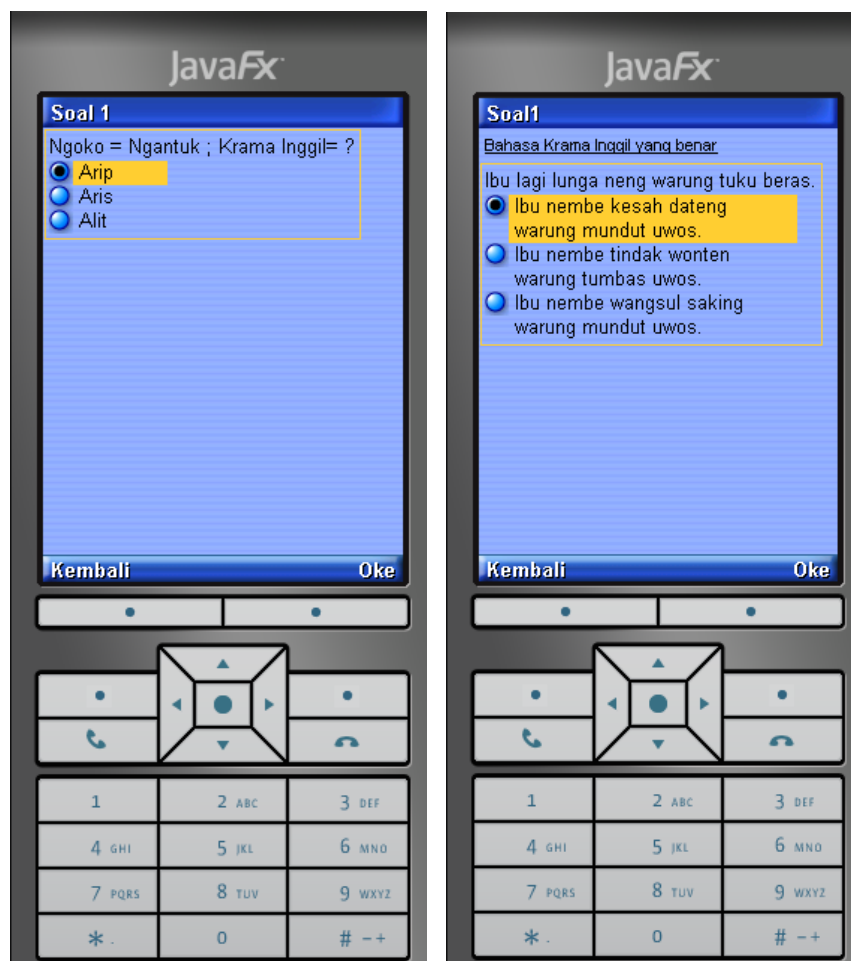 JavaFx
Soal 1
Ngoko = Ngantuk ; Krama Inggil= ?
Arip
Aris
Alit
Kembali Oke
1 2 ABC 3 DEF
4 GHI 5 JKL 6 MNO
7 PQRS 8 TUV 9 WXYZ
* . 0 # -+
JavaFx
Soal1
Bahasa Krama Inggil yang benar
Ibu lagi lunga neng warung tuku beras.
Ibu nembe kesah dateng
warung mundut uwos.
Ibu nembe tindak wonten
warung tumbas uwos.
Ibu nembe wangsul saking
warung mundut uwos.
Kembali Oke
1 2 ABC 3 DEF
4 GHI 5 JKL 6 MNO
7 PQRS 8 TUV 9 WXYZ
* . 0 # -+